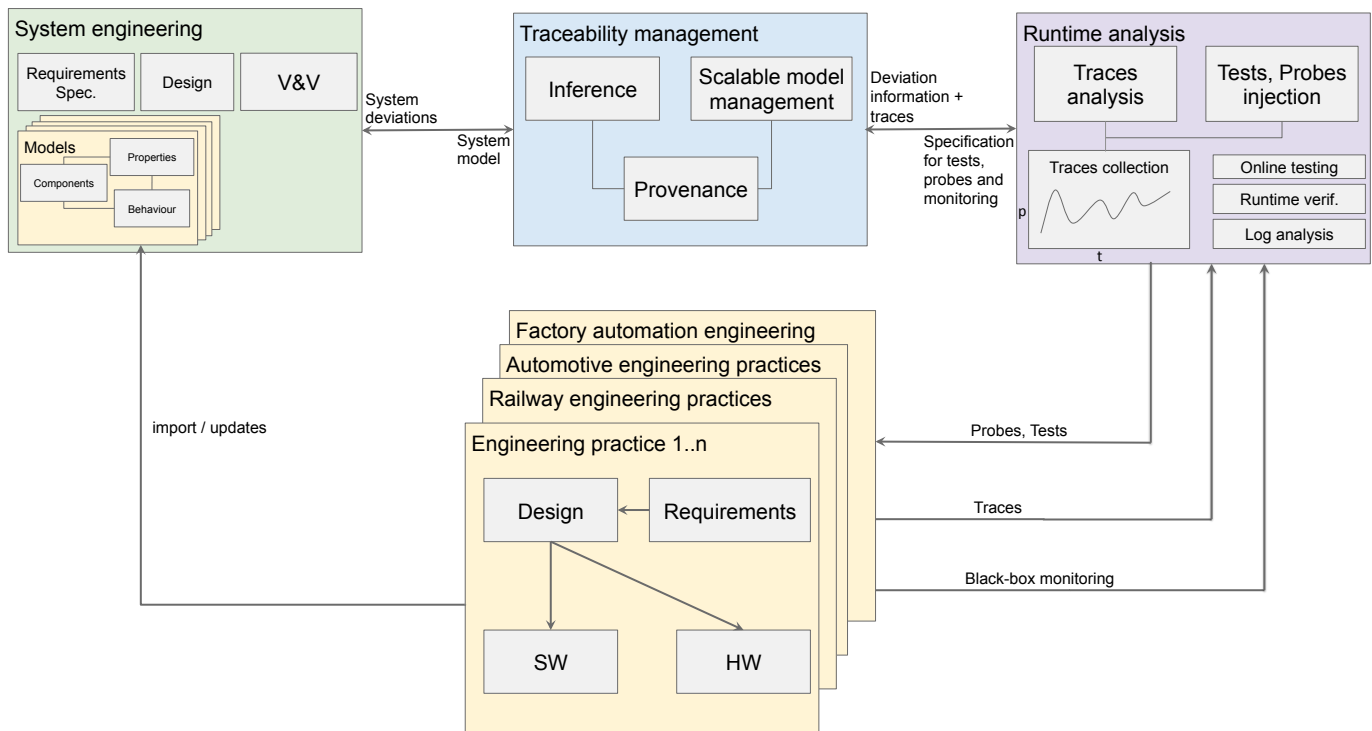 System engineering
Requirements
Spec.
Design
V&V
Models
Properties
Components
Behaviour
System
deviations
System
model
Traceability management
Inference
Scalable model
management
Provenance
Deviation
information +
traces
Specification
for tests,
probes and
monitoring
Runtime analysis
Traces
analysis
Tests, Probes
injection
Traces collection
p
t
Online testing
Runtime verif.
Log analysis
import / updates
Factory automation engineering
Automotive engineering practices
Railway engineering practices
Engineering practice 1..n
Design
Requirements
SW
HW
Probes, Tests
Traces
Black-box monitoring